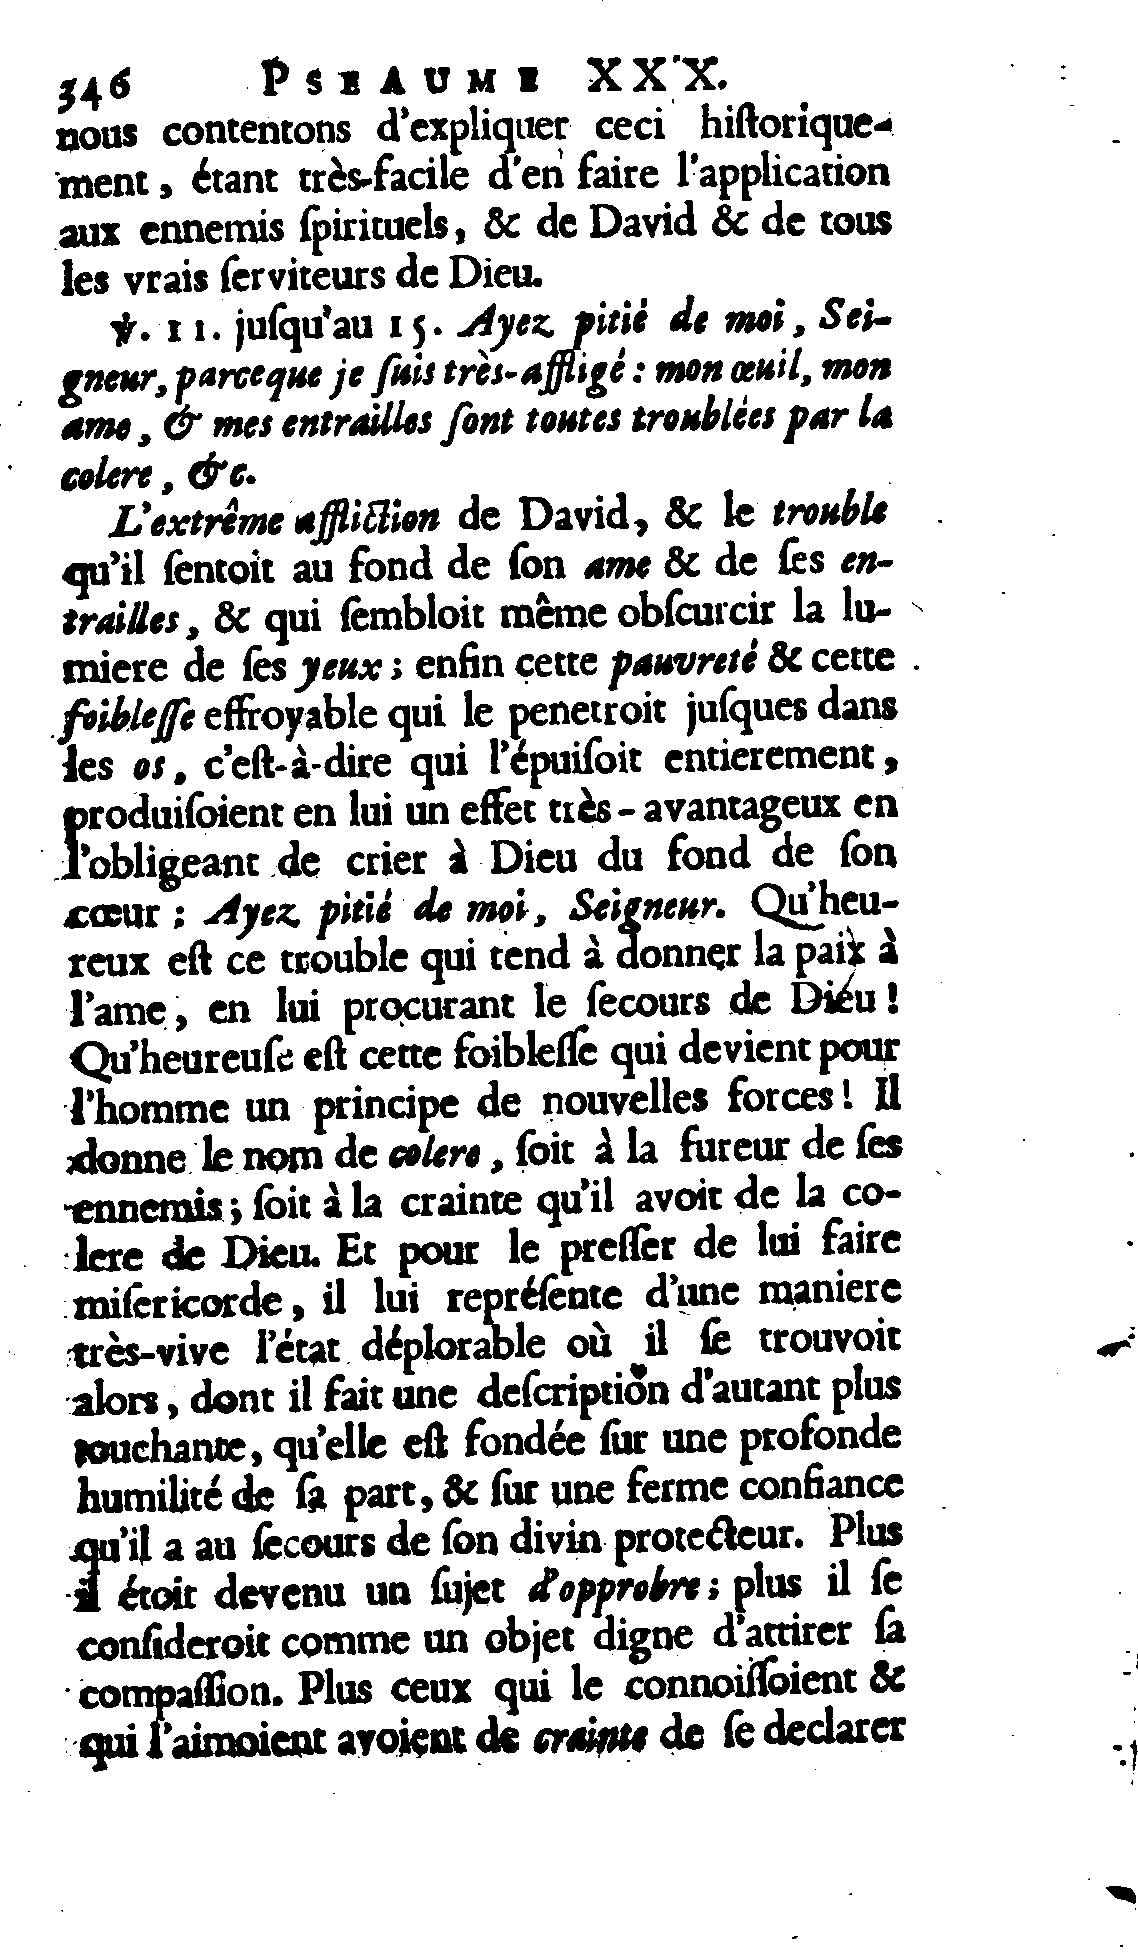 346 PSEAUME XXX.
nous contentons d'expliquer ceci hiſtorique-
ment, étant très-facile d'en faire l'application
aux ennemis ſpirituels, & de David & de tous
les vrais ſerviteurs de Dieu.
℣. 11. juſqu'au 15. Ayez pitié de moi, Sei-
gneur, parceque je ſuis très-affligé : mon œuil, mon
ame, & mes entrailles ſont toutes troublées par la
colere, &c.
L'extrême affliction de David, & le trouble
qu'il ſentoit au fond de ſon ame & de ſes en-
trailles, & qui ſembloit même obſcurcir la lu-
miere de ſes yeux; enfin cette pauvreté & cette
foibleſſe effroyable qui le penetroit juſques dans
les os, c'eſt-à-dire qui l'épuiſoit entierement,
produiſoient en lui un effet très-avantageux en
l'obligeant de crier à Dieu du fond de ſon
cœur : Ayez pitié de moi, Seigneur. Qu'heu-
reux eſt ce trouble qui tend à donner la paix à
l'ame, en lui procurant le ſecours de Dieu !
Qu'heureuſe eſt cette foibleſſe qui devient pour
l'homme un principe de nouvelles forces! Il
donne le nom de colere, ſoit à la fureur de ſes
ennemis; ſoit à la crainte qu'il avoit de la co-
lere de Dieu. Et pour le preſſer de lui faire
miſericorde, il lui repréſente d'une maniere
très-vive l'état déplorable où il ſe trouvoit
alors, dont il fait une deſcription d'autant plus
touchante, qu'elle eſt fondée ſur une profonde
humilité de ſa part, & ſur une ferme confiance
qu'il a au ſecours de ſon divin protecteur. Plus
il étoit devenu un ſujet d'opprobre; plus il ſe
conſideroit comme un objet digne d'attirer ſa
compaſſion. Plus ceux qui le connoiſſoient &
qui l'aimoient avoient de crainte de ſe declarer